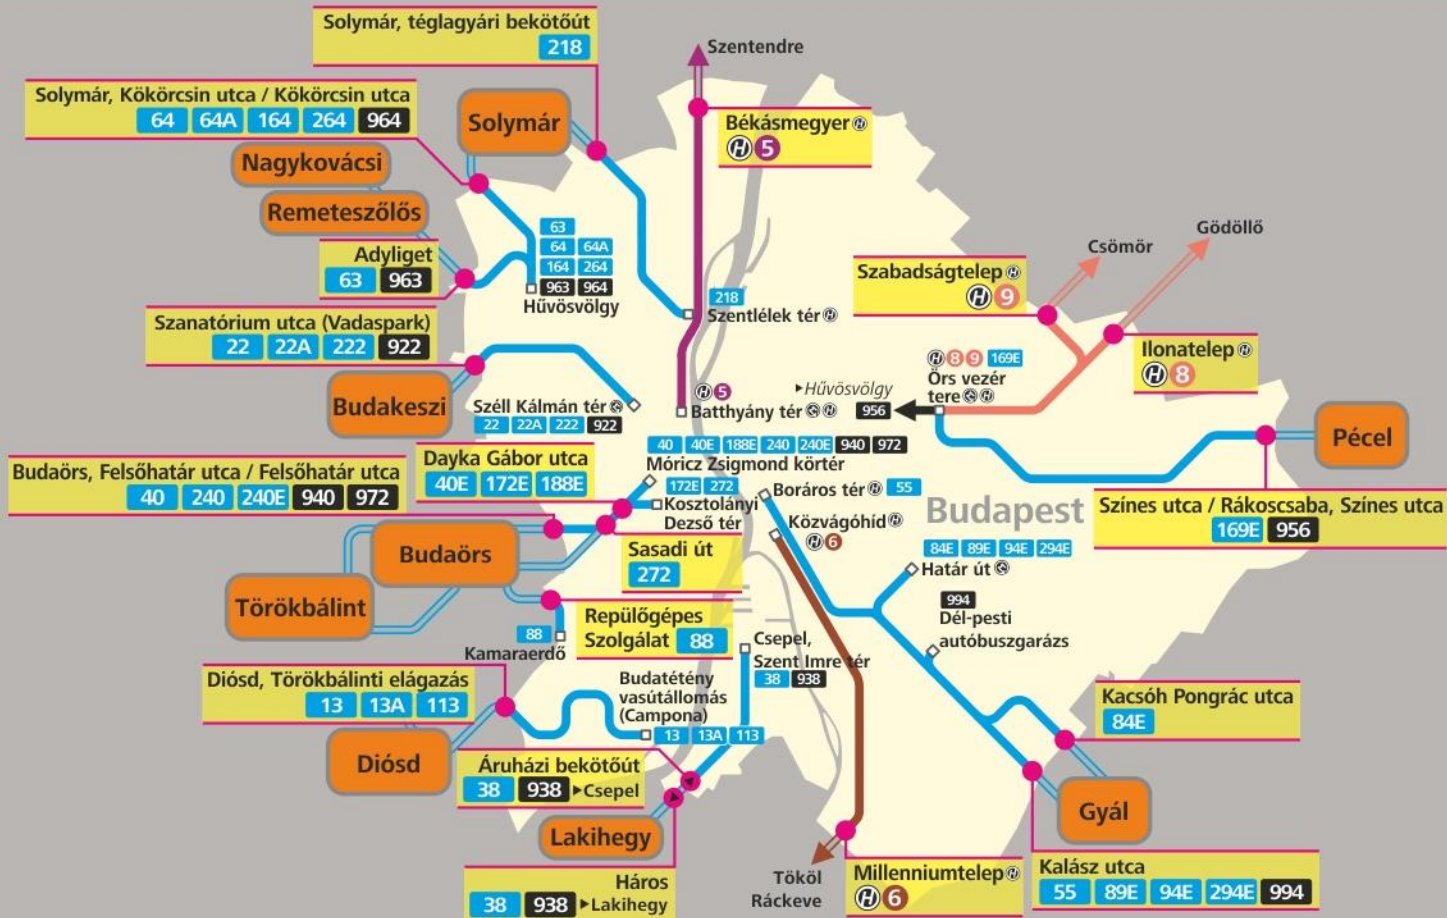 Solymár, téglagyári bekötőút
218
Szentendre
Solymár, Kökörcsin utca / Kökörcsin utca
64 64A 164 264 964
Solymár
Békásmegyer H
H 5
Nagykovácsi
Remeteszőlős
Adyliget
63 963
63
64 64A
164 264
963 964
Hűvösvölgy
218
Szentlélek tér H
Gödöllő
Csömör
Szabadságtelep H
H 9
Ilonatelep H
H 8
Szanatórium utca (Vadaspark)
22 22A 222 922
Budakeszi
Széll Kálmán tér
22 22A 222 922
H 5
Batthyány tér H
H 8 9 169E
Örs vezér
tere H
▸Hűvösvölgy
956
Pécel
Színes utca / Rákoscsaba, Színes utca
169E 956
Budaörs, Felsőhatár utca / Felsőhatár utca
40 240 240E 940 972
Dayka Gábor utca
40E 172E 188E
40 40E 188E 240 240E 940 972
Móricz Zsigmond körtér
172E 272
Kosztolányi
Dezső tér
Boráros tér H 55
Közvágóhíd H
H 6
Budapest
84E 89E 94E 294E
Határ út
994
Dél-pesti
autóbuszgarázs
Budaörs
Törökbálint
Sasadi út
272
Repülőgépes
Szolgálat 88
88
Kamaraerdő
Csepel,
Szent Imre tér
38 938
Diósd, Törökbálinti elágazás
13 13A 113
Budatétény
vasútállomás
(Campona)
13 13A 113
Diósd
Áruházi bekötőút
38 938 ▸Csepel
Lakihegy
Háros
38 938 ▸Lakihegy
Kacsóh Pongrác utca
84E
Gyál
Tököl
Ráckeve
Millenniumtelep H
H 6
Kalász utca
55 89E 94E 294E 994